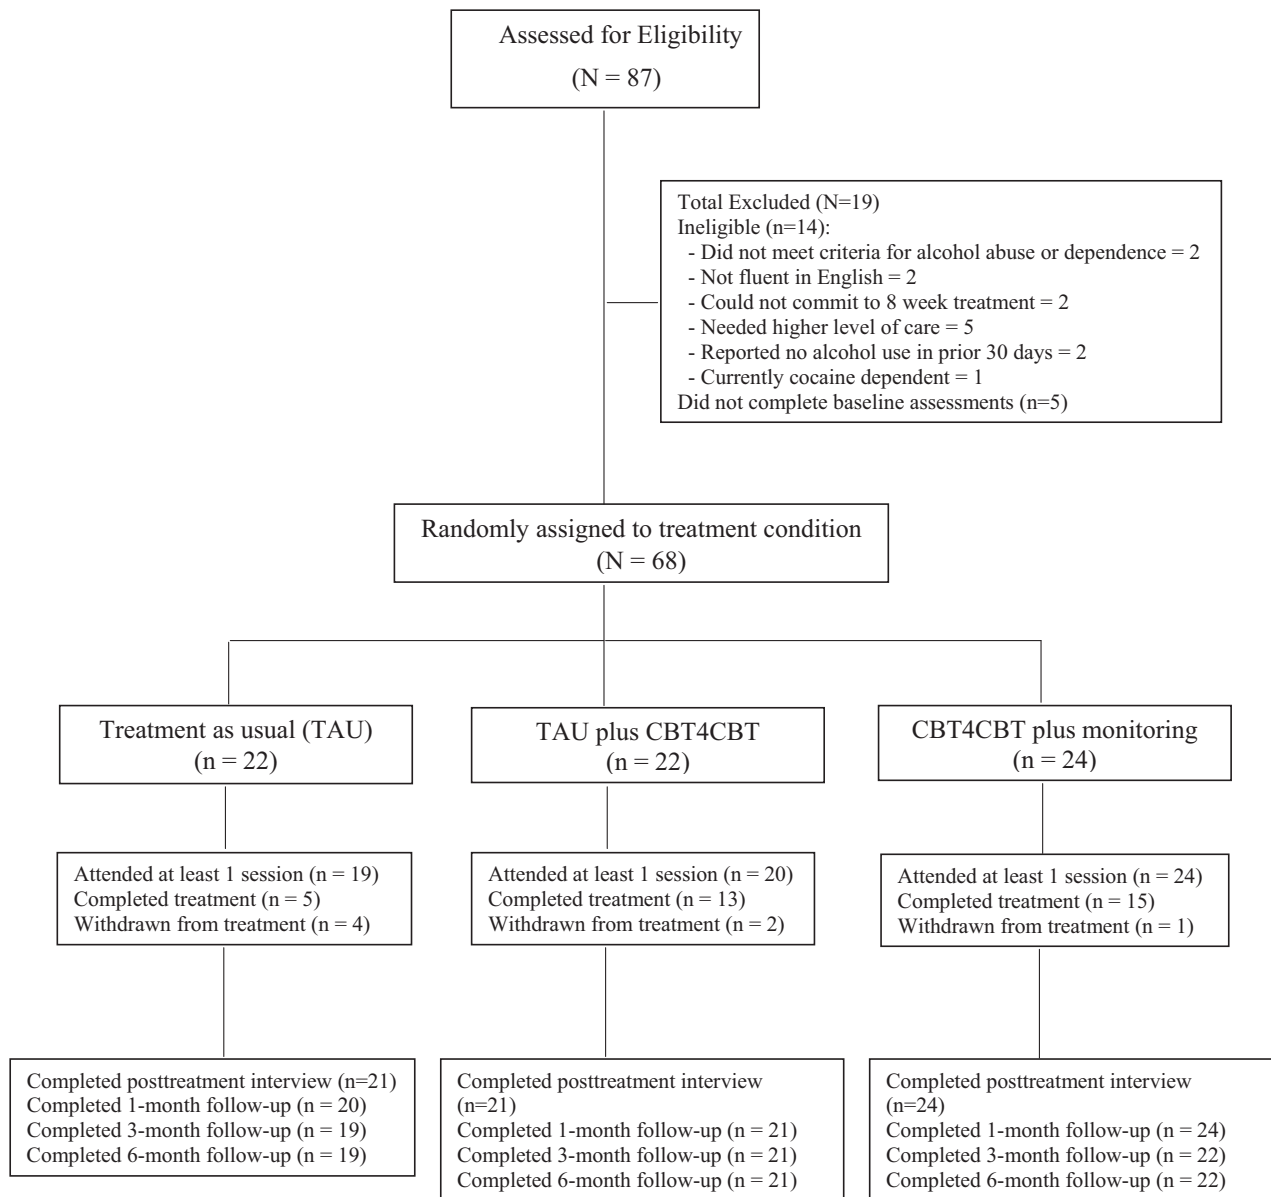 Assessed for Eligibility
(N = 87)
Total Excluded (N=19)
Ineligible (n=14):
- Did not meet criteria for alcohol abuse or dependence = 2
- Not fluent in English = 2
- Could not commit to 8 week treatment = 2
- Needed higher level of care = 5
- Reported no alcohol use in prior 30 days = 2
- Currently cocaine dependent = 1
Did not complete baseline assessments (n=5)
Randomly assigned to treatment condition
(N = 68)
Treatment as usual (TAU)
(n = 22)
TAU plus CBT4CBT
(n = 22)
CBT4CBT plus monitoring
(n = 24)
Attended at least 1 session (n = 19)
Completed treatment (n = 5)
Withdrawn from treatment (n = 4)
Attended at least 1 session (n = 20)
Completed treatment (n = 13)
Withdrawn from treatment (n = 2)
Attended at least 1 session (n = 24)
Completed treatment (n = 15)
Withdrawn from treatment (n = 1)
Completed posttreatment interview (n=21)
Completed 1-month follow-up (n = 20)
Completed 3-month follow-up (n = 19)
Completed 6-month follow-up (n = 19)
Completed posttreatment interview
(n=21)
Completed 1-month follow-up (n = 21)
Completed 3-month follow-up (n = 21)
Completed 6-month follow-up (n = 21)
Completed posttreatment interview
(n=24)
Completed 1-month follow-up (n = 24)
Completed 3-month follow-up (n = 22)
Completed 6-month follow-up (n = 22)